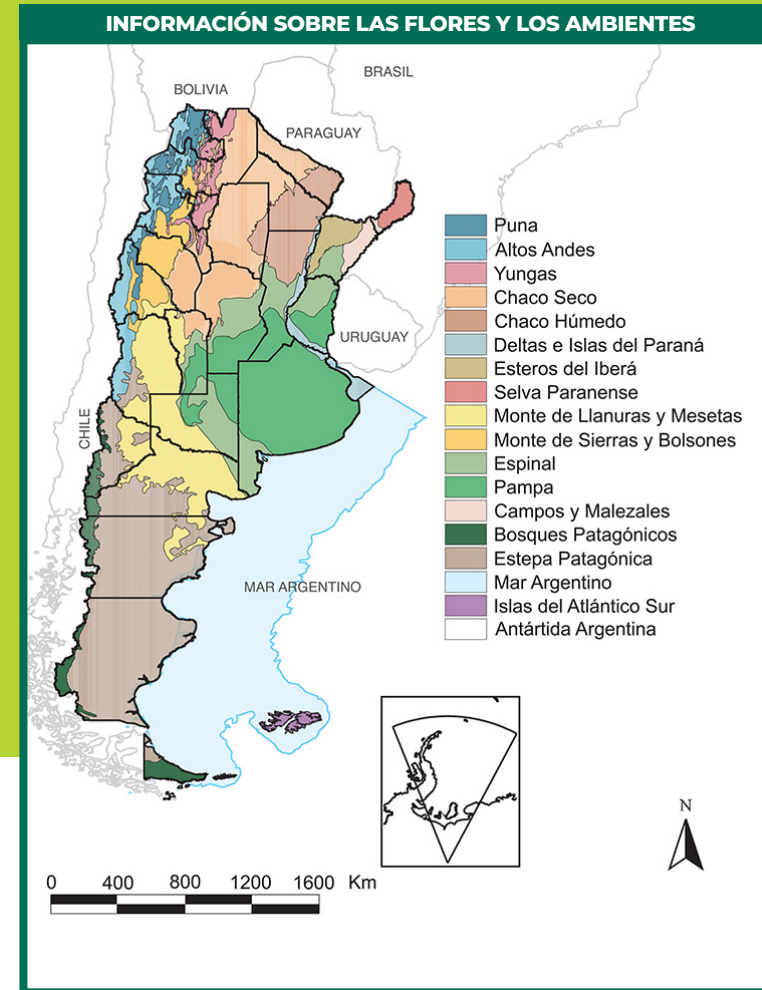 INFORMACIÓN SOBRE LAS FLORES Y LOS AMBIENTES
BRASIL
BOLIVIA
PARAGUAY
URUGUAY
CHILE
MAR ARGENTINO
Puna
Altos Andes
Yungas
Chaco Seco
Chaco Húmedo
Deltas e Islas del Paraná
Esteros del Iberá
Selva Paranense
Monte de Llanuras y Mesetas
Monte de Sierras y Bolsones
Espinal
Pampa
Campos y Malezales
Bosques Patagónicos
Estepa Patagónica
Mar Argentino
Islas del Atlántico Sur
Antártida Argentina
N
0 400 800 1200 1600 Km